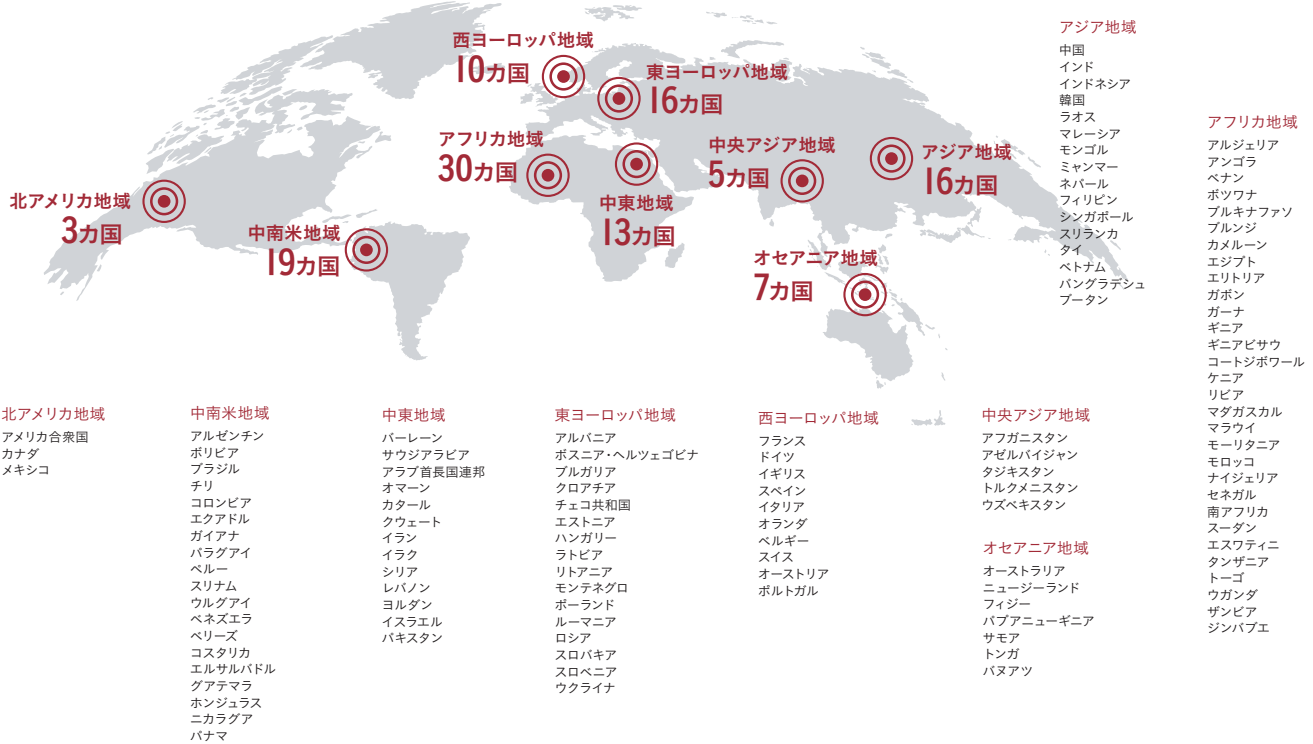 西ヨーロッパ地域
10カ国
東ヨーロッパ地域
16カ国
アフリカ地域
30カ国
中央アジア地域
5カ国
アジア地域
16カ国
北アメリカ地域
3カ国
中東地域
13カ国
中南米地域
19カ国
オセアニア地域
7カ国
アジア地域
中国
インド
インドネシア
韓国
ラオス
マレーシア
モンゴル
ミャンマー
ネパール
フィリピン
シンガポール
スリランカ
タイ
ベトナム
バングラデシュ
ブータン
アフリカ地域
アルジェリア
アンゴラ
ベナン
ボツワナ
ブルキナファソ
ブルンジ
カメルーン
エジプト
エリトリア
ガボン
ガーナ
ギニア
ギニアビサウ
コートジボワール
ケニア
リビア
マダガスカル
マラウイ
モーリタニア
モロッコ
ナイジェリア
セネガル
南アフリカ
スーダン
エスワティニ
タンザニア
トーゴ
ウガンダ
ザンビア
ジンバブエ
北アメリカ地域
アメリカ合衆国
カナダ
メキシコ
中南米地域
アルゼンチン
ボリビア
ブラジル
チリ
コロンビア
エクアドル
ガイアナ
パラグアイ
ペルー
スリナム
ウルグアイ
ベネズエラ
ベリーズ
コスタリカ
エルサルバドル
グアテマラ
ホンジュラス
ニカラグア
パナマ
中東地域
バーレーン
サウジアラビア
アラブ首長国連邦
オマーン
カタール
クウェート
イラン
イラク
シリア
レバノン
ヨルダン
イスラエル
パキスタン
東ヨーロッパ地域
アルバニア
ボスニア・ヘルツェゴビナ
ブルガリア
クロアチア
チェコ共和国
エストニア
ハンガリー
ラトビア
リトアニア
モンテネグロ
ポーランド
ルーマニア
ロシア
スロバキア
スロベニア
ウクライナ
西ヨーロッパ地域
フランス
ドイツ
イギリス
スペイン
イタリア
オランダ
ベルギー
スイス
オーストリア
ポルトガル
中央アジア地域
アフガニスタン
アゼルバイジャン
タジキスタン
トルクメニスタン
ウズベキスタン
オセアニア地域
オーストラリア
ニュージーランド
フィジー
パプアニューギニア
サモア
トンガ
バヌアツ